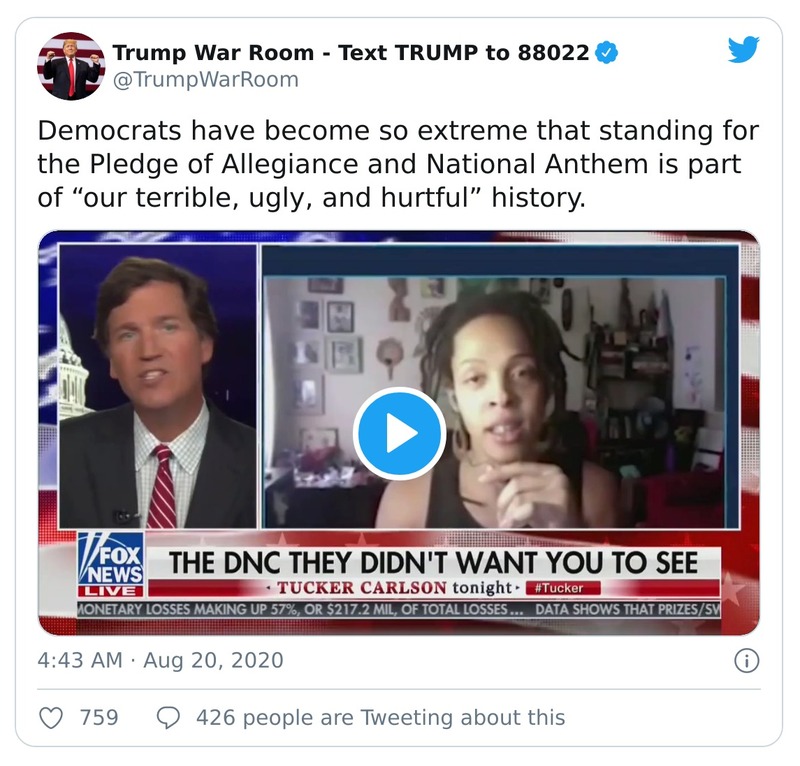 Trump War Room - Text TRUMP to 88022
@TrumpWarRoom
Democrats have become so extreme that standing for
the Pledge of Allegiance and National Anthem is part
of “our terrible, ugly, and hurtful” history.
FOX
NEWS
LIVE
THE DNC THEY DIDN'T WANT YOU TO SEE
· TUCKER CARLSON tonight · #Tucker
MONETARY LOSSES MAKING UP 57%, OR $217.2 MIL, OF TOTAL LOSSES... DATA SHOWS THAT PRIZES/SW
4:43 AM · Aug 20, 2020
759 426 people are Tweeting about this